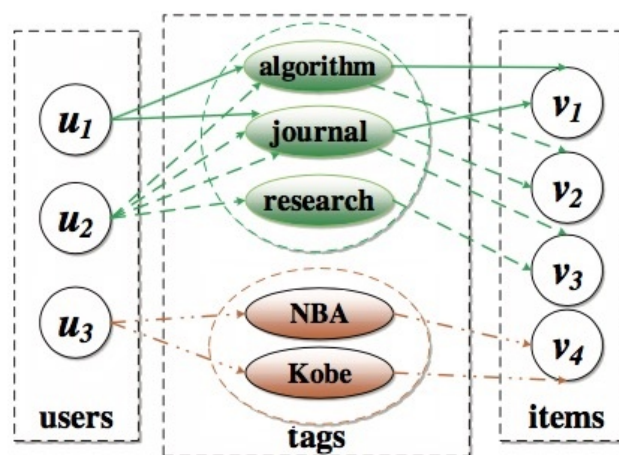 algorithm
u1
journal
v1
u2
research
v2
v3
u3
NBA
v4
Kobe
users
tags
items